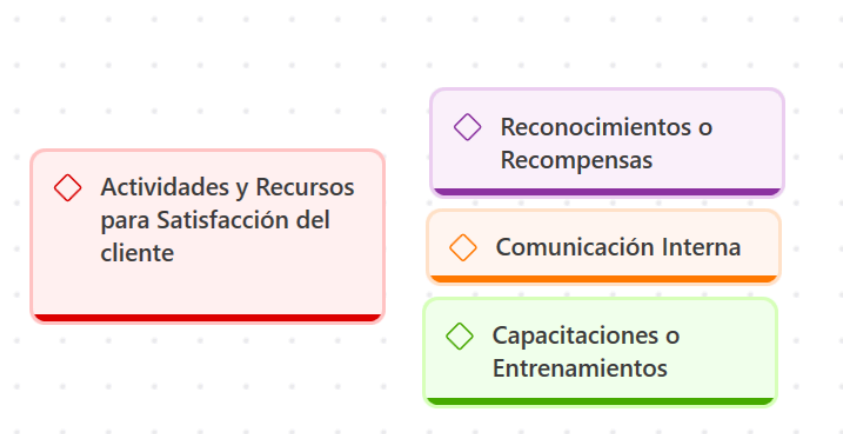 Actividades y Recursos
para Satisfacción del
cliente
Reconocimientos o
Recompensas
Comunicación Interna
Capacitaciones o
Entrenamientos